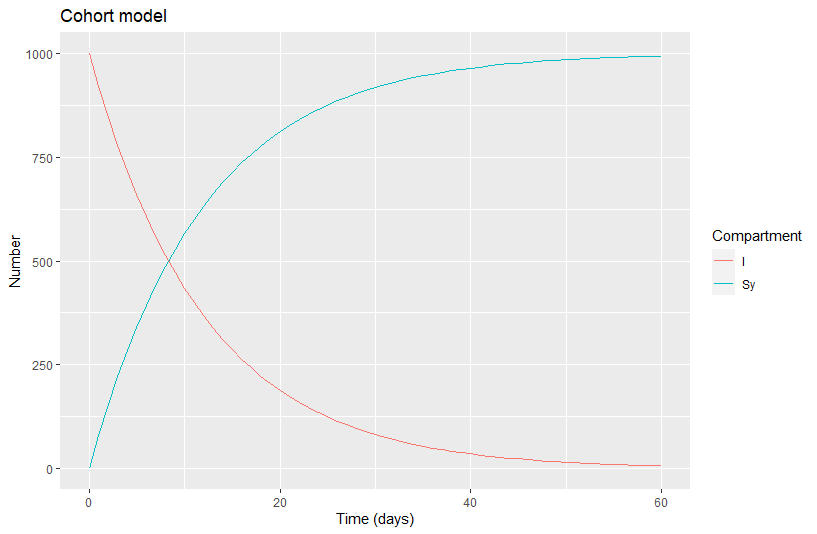 Cohort model
1000
750
500
250
0
Number
0 20 40 60
Time (days)
Compartment
I
Sy